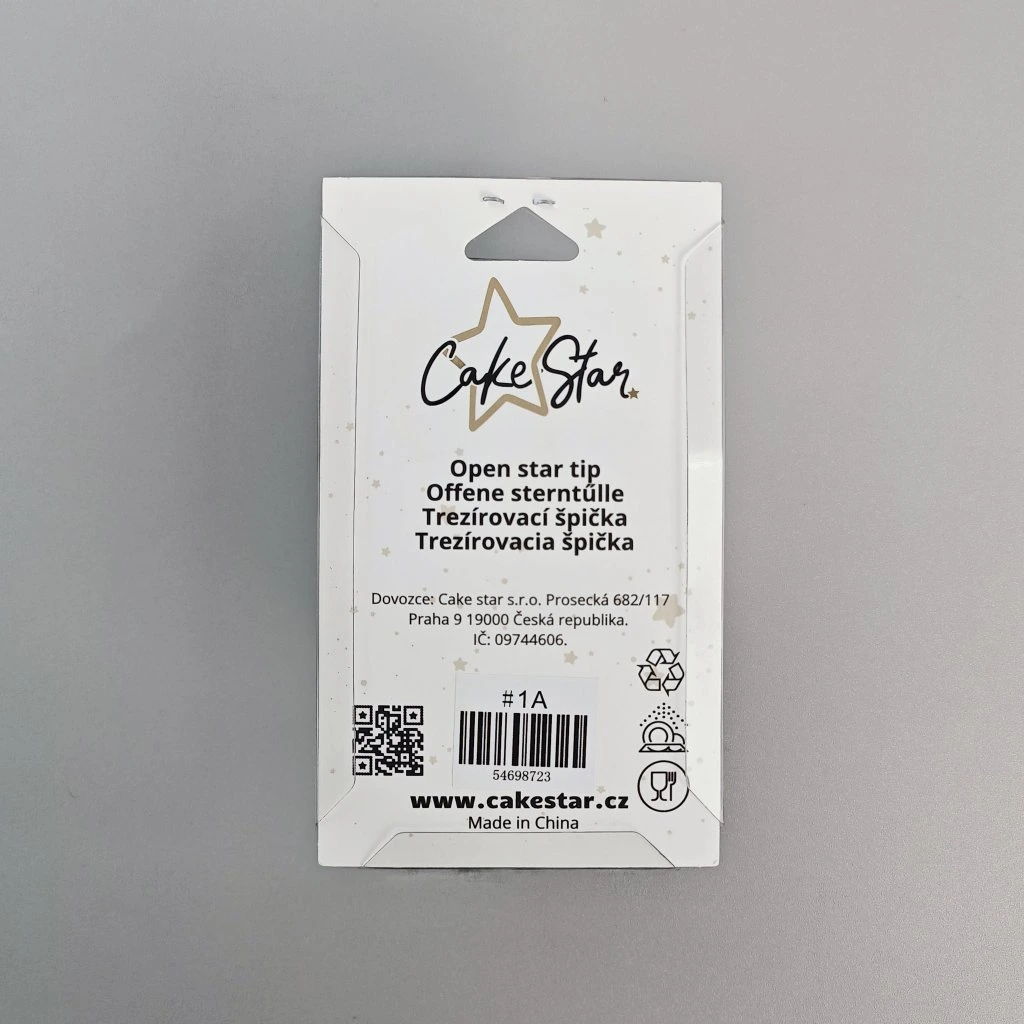 Cake Star
Open star tip
Offene sterntűlle
Trezírovací špička
Trezírovacia špička
Dovozce: Cake star s.r.o. Prosecká 682/117
Praha 9 19000 Česká republika.
IČ: 09744606.
#1A
54698723
www.cakestar.cz
Made in China